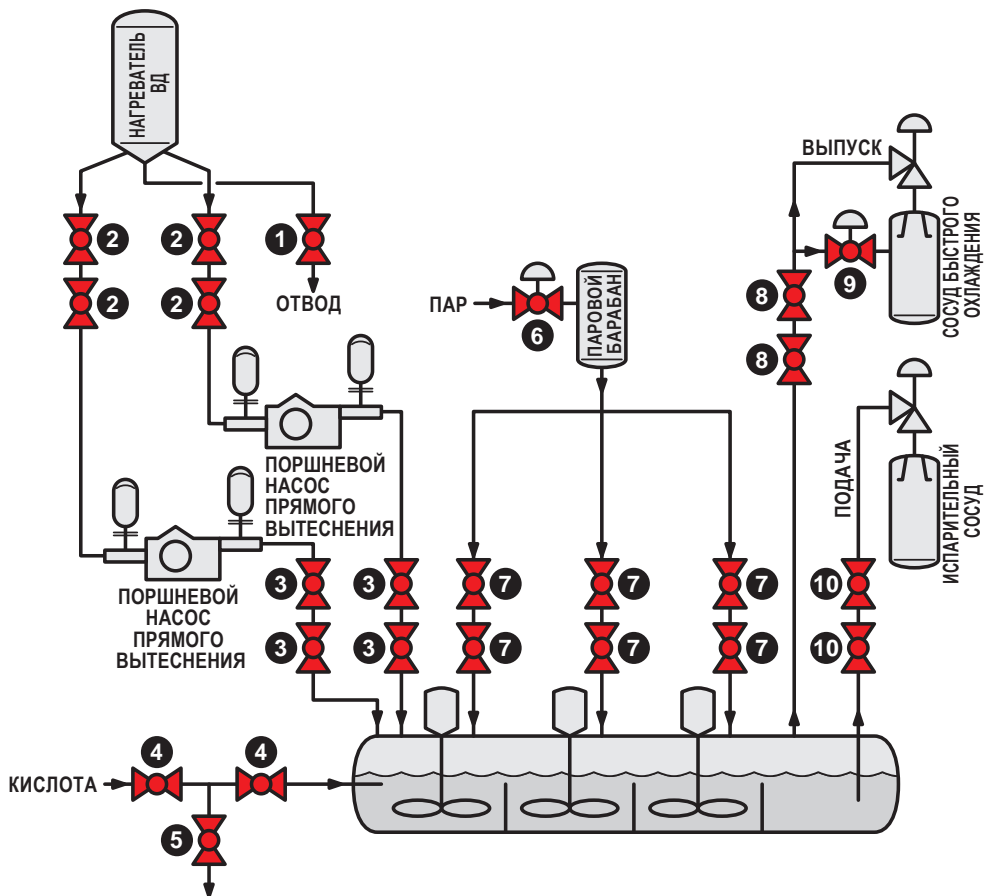 НАГРЕВАТЕЛЬ
ВД
2
2
1
2
2
ОТВОД
ПАР
6
ПАРОВОЙ
БАРАБАН
ВЫПУСК
8
9
8
СОСУД БЫСТРОГО
ОХЛАЖДЕНИЯ
ПОРШНЕВОЙ
НАСОС
ПРЯМОГО
ВЫТЕСНЕНИЯ
ПОДАЧА
ИСПАРИТЕЛЬНЫЙ
СОСУД
ПОРШНЕВОЙ
НАСОС
ПРЯМОГО
ВЫТЕСНЕНИЯ
3
3
7
7
7
10
3
3
7
7
7
10
КИСЛОТА
4
4
5